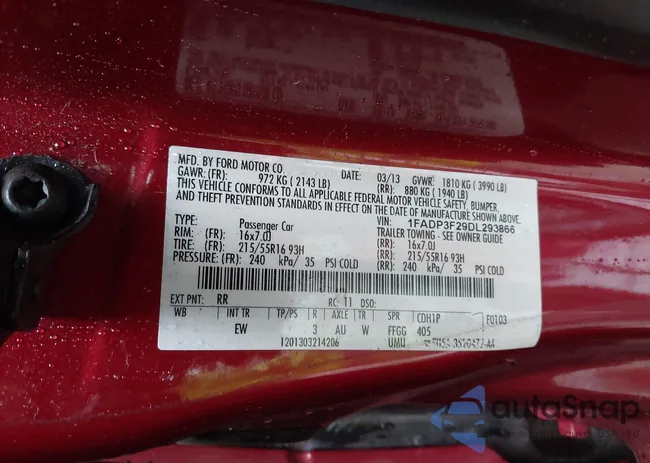 MFD. BY FORD MOTOR CO. DATE: 03/13 GVWR: 1810 KG ( 3990 LB)
GAWR: (FR): 972 KG ( 2143 LB) (RR): 880 KG ( 1940 LB)
THIS VEHICLE CONFORMS TO ALL APPLICABLE FEDERAL MOTOR VEHICLE SAFETY, BUMPER,
AND THEFT PREVENTION STANDARDS IN EFFECT ON THE DATE OF MANUFACTURE SHOWN ABOVE.
VIN: 1FADP3F29DL293866
TYPE: Passenger Car TRAILER TOWING - SEE OWNER GUIDE
RIM: (FR): 16x7.0J (RR): 16x7.0J
TIRE: (FR): 215/55R16 93H (RR): 215/55R16 93H
PRESSURE: (FR): 240 kPa/ 35 PSI COLD (RR): 240 kPa/ 35 PSI COLD
EXT PNT: RR RC: 11 DSO:
WB INT TR TP/PS R AXLE TR SPR CDH1P F0103
EW 3 AU W FFGG 405
1201303214206 UMU
autoSnap